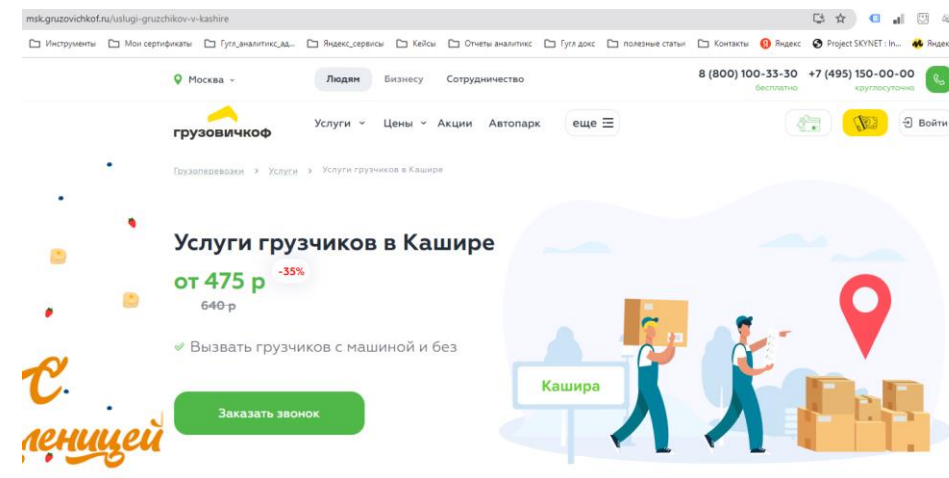 msk.gruzovichkof.ru/uslugi-gruzchikov-v-kashire
Инструменты Мои сертификаты Гугл_аналитикс_ад... Яндекс_сервисы Кейсы Отчеты аналитикс Гугл докс полезные статьи Контакты Яндекс Project SKYNET : In... Яндек
Москва Людям Бизнесу Сотрудничество 8 (800) 100-33-30 +7 (495) 150-00-00
бесплатно круглосуточно
грузовичкоф Услуги Цены Акции Автопарк еще Войти
Грузоперевозки > Услуги > Услуги грузчиков в Кашире
Услуги грузчиков в Кашире
от 475 р -35%
640 р
Вызвать грузчиков с машиной и без
Кашира
Заказать звонок
С
леницей